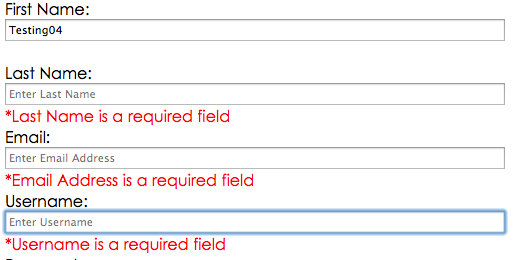 First Name:
Testing04
Last Name:
Enter Last Name
*Last Name is a required field
Email:
Enter Email Address
*Email Address is a required field
Username:
Enter Username
*Username is a required field